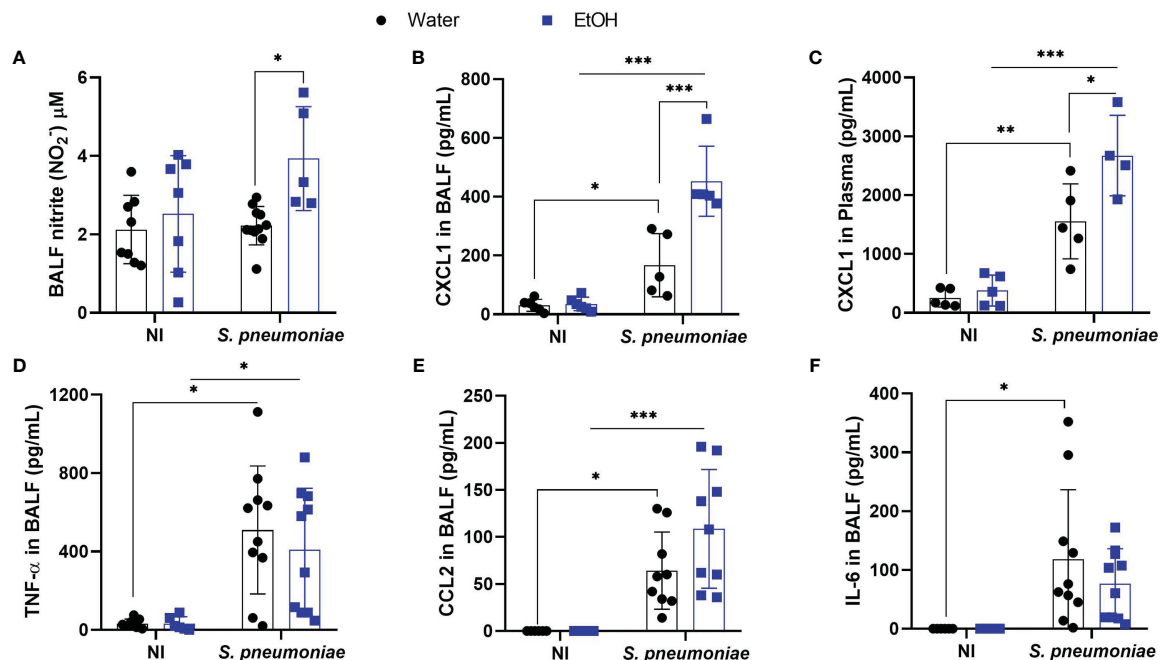 Water EtOH
A
BALF nitrite (NO₂⁻) μM
6
4
2
0
*
NI S. pneumoniae
B
CXCL1 in BALF (pg/mL)
800
600
400
200
0
***
***
*
NI S. pneumoniae
C
CXCL1 in Plasma (pg/mL)
4000
3000
2000
1000
0
***
*
**
NI S. pneumoniae
D
TNF-α in BALF (pg/mL)
1200
800
400
0
*
*
NI S. pneumoniae
E
CCL2 in BALF (pg/mL)
250
200
150
100
50
0
***
*
NI S. pneumoniae
F
IL-6 in BALF (pg/mL)
400
300
200
100
0
*
NI S. pneumoniae